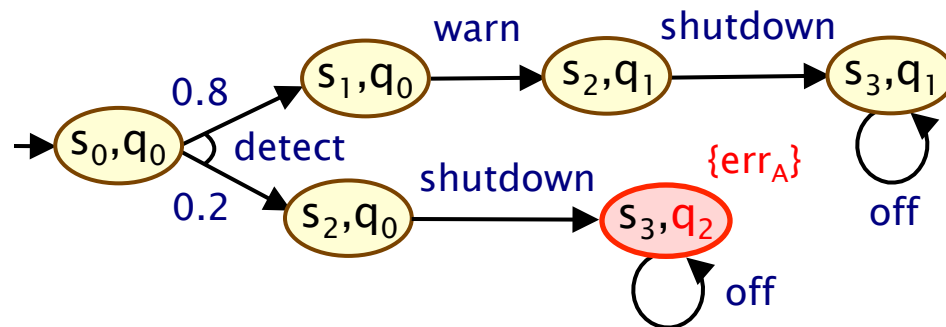 warn
shutdown
0.8
s₁,q₀
s₂,q₁
s₃,q₁
s₀,q₀
detect
0.2
shutdown
{err_A}
s₂,q₀
s₃,q₂
off
off